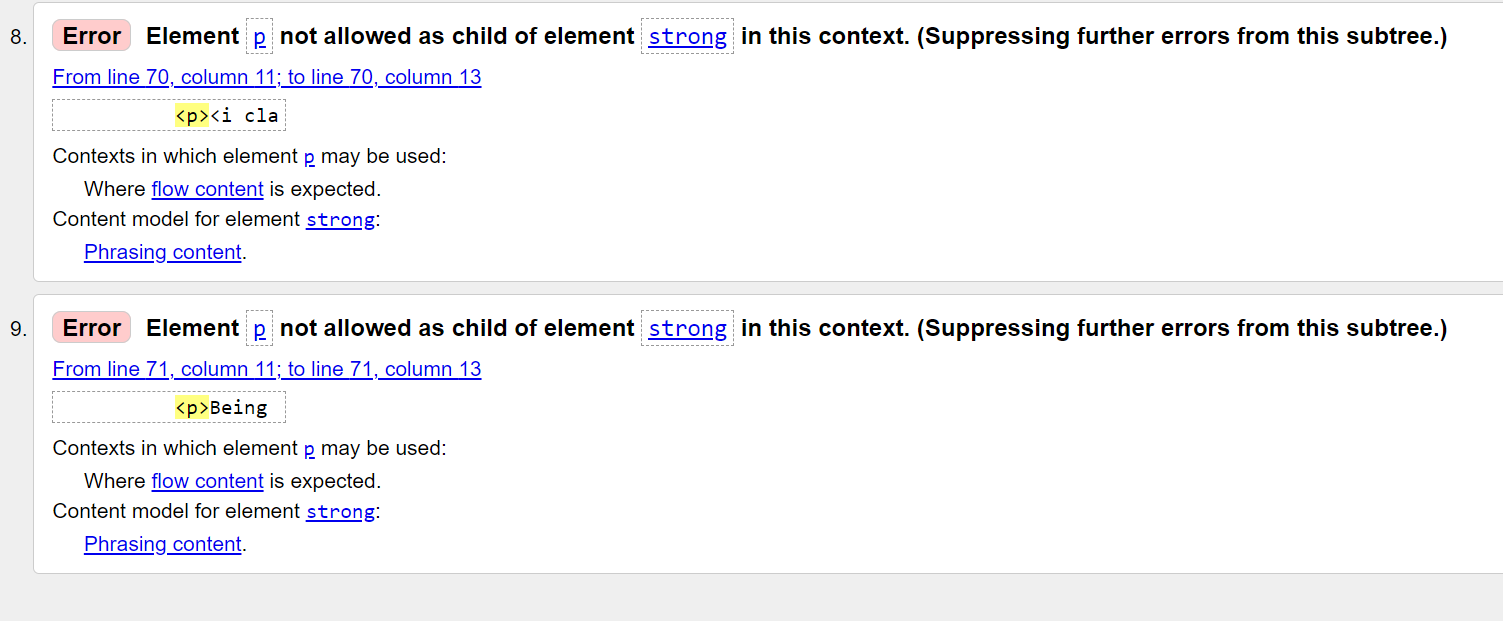 8. Error Element p not allowed as child of element strong in this context. (Suppressing further errors from this subtree.)
From line 70, column 11; to line 70, column 13
<p><i cla
Contexts in which element p may be used:
Where flow content is expected.
Content model for element strong:
Phrasing content.
9. Error Element p not allowed as child of element strong in this context. (Suppressing further errors from this subtree.)
From line 71, column 11; to line 71, column 13
<p>Being
Contexts in which element p may be used:
Where flow content is expected.
Content model for element strong:
Phrasing content.